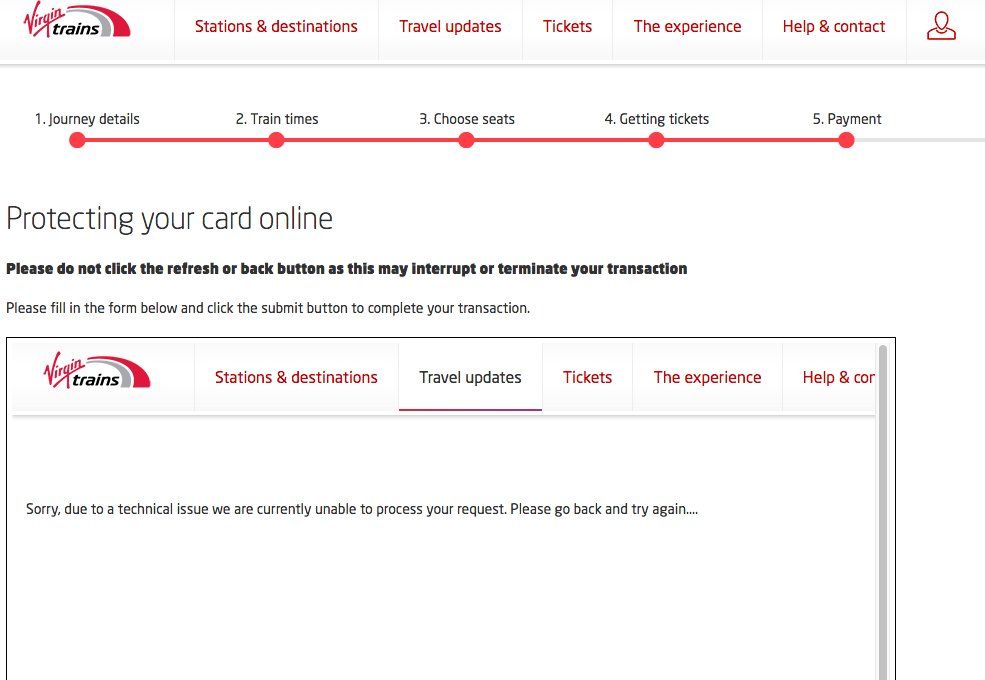 Virgin trains Stations & destinations Travel updates Tickets The experience Help & contact
1. Journey details 2. Train times 3. Choose seats 4. Getting tickets 5. Payment
Protecting your card online
Please do not click the refresh or back button as this may interrupt or terminate your transaction
Please fill in the form below and click the submit button to complete your transaction.
Virgin trains Stations & destinations Travel updates Tickets The experience Help & cor
Sorry, due to a technical issue we are currently unable to process your request. Please go back and try again....